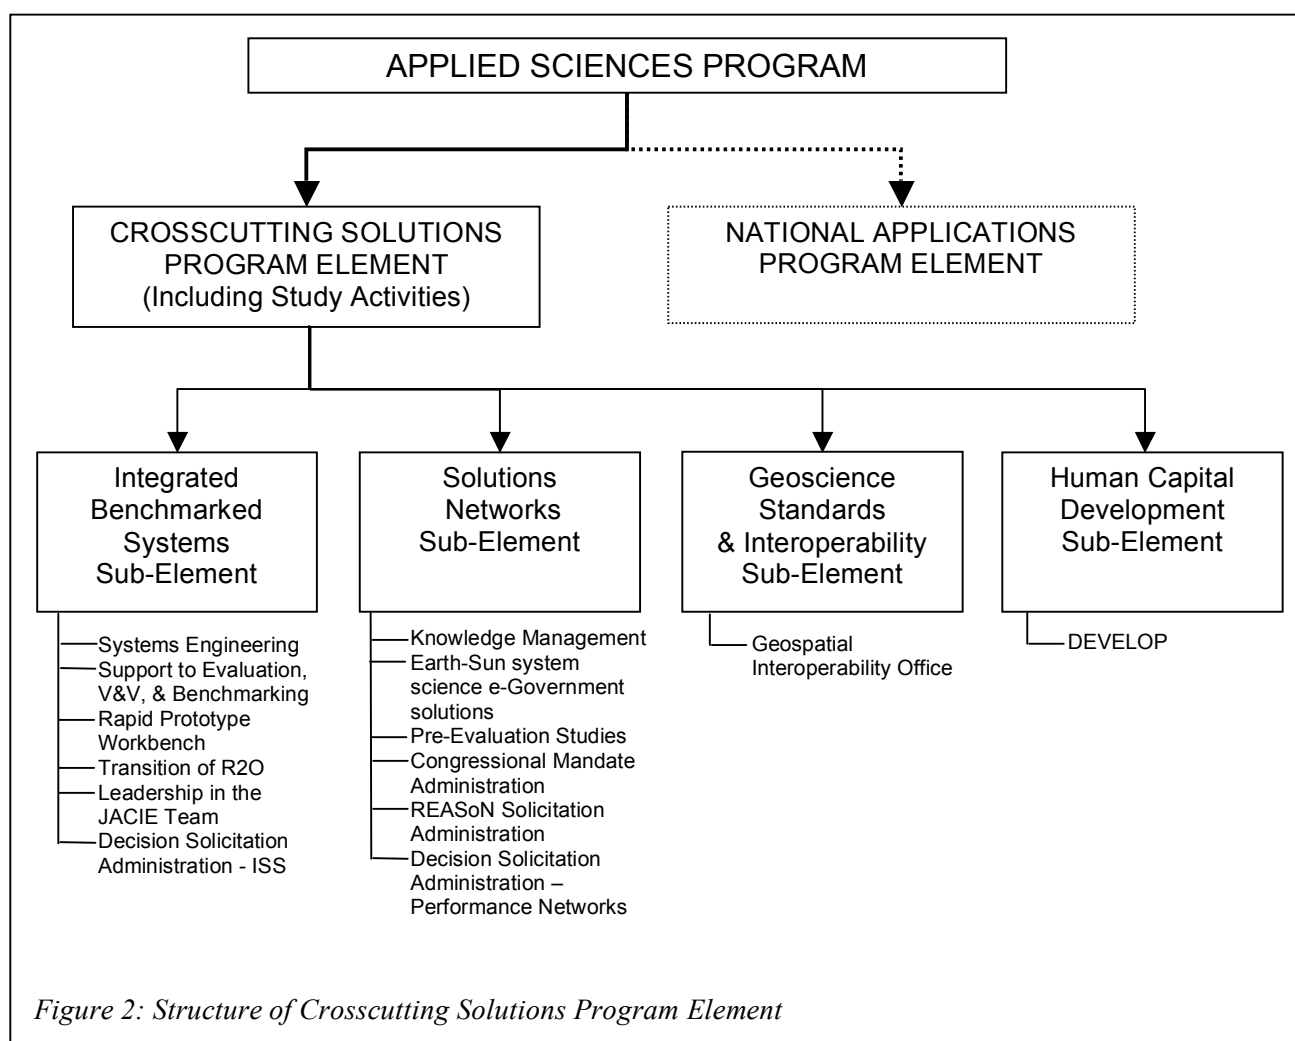 APPLIED SCIENCES PROGRAM
CROSSCUTTING SOLUTIONS
PROGRAM ELEMENT
(Including Study Activities)
NATIONAL APPLICATIONS
PROGRAM ELEMENT
Integrated
Benchmarked
Systems
Sub-Element
Systems Engineering
Support to Evaluation,
V&V, & Benchmarking
Rapid Prototype
Workbench
Transition of R2O
Leadership in the
JACIE Team
Decision Solicitation
Administration - ISS
Solutions
Networks
Sub-Element
Knowledge Management
Earth-Sun system
science e-Government
solutions
Pre-Evaluation Studies
Congressional Mandate
Administration
REASoN Solicitation
Administration
Decision Solicitation
Administration –
Performance Networks
Geoscience
Standards
& Interoperability
Sub-Element
Geospatial
Interoperability Office
Human Capital
Development
Sub-Element
DEVELOP
Figure 2: Structure of Crosscutting Solutions Program Element